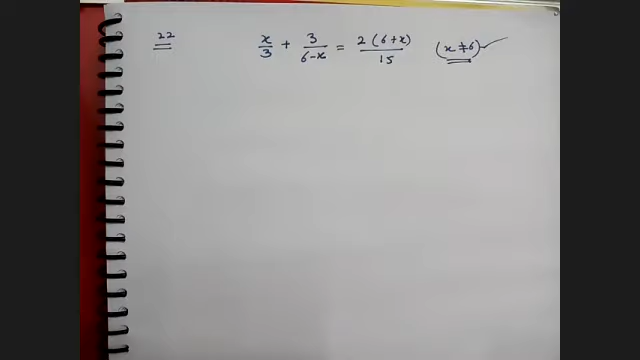 22 x/3 + 3/(6-x) = 2(6+x)/15 (x≠6)